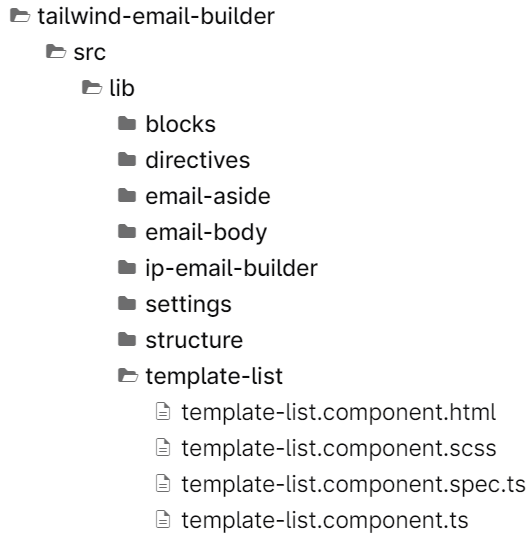 tailwind-email-builder
src
lib
blocks
directives
email-aside
email-body
ip-email-builder
settings
structure
template-list
template-list.component.html
template-list.component.scss
template-list.component.spec.ts
template-list.component.ts